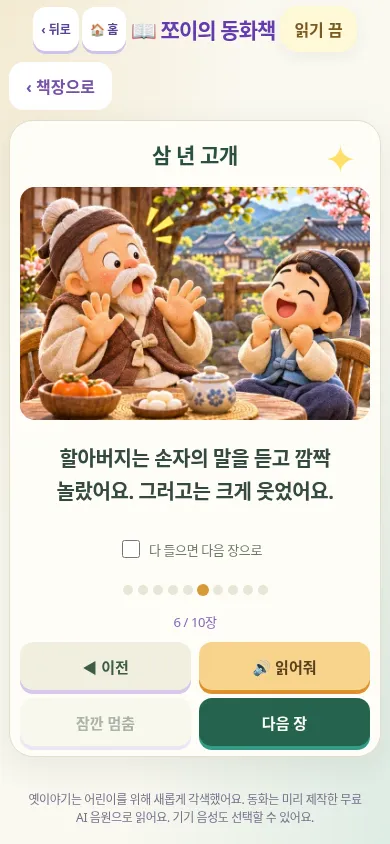 ‹ 뒤로 🏠 홈 📖 쪼이의 동화책 읽기 끔
‹ 책장으로
삼 년 고개
할아버지는 손자의 말을 듣고 깜짝
놀랐어요. 그러고는 크게 웃었어요.
다 들으면 다음 장으로
6 / 10장
◀ 이전 🔊 읽어줘
잠깐 멈춤 다음 장
옛이야기는 어린이를 위해 새롭게 각색했어요. 동화는 미리 제작한 무료
AI 음원으로 읽어요. 기기 음성도 선택할 수 있어요.